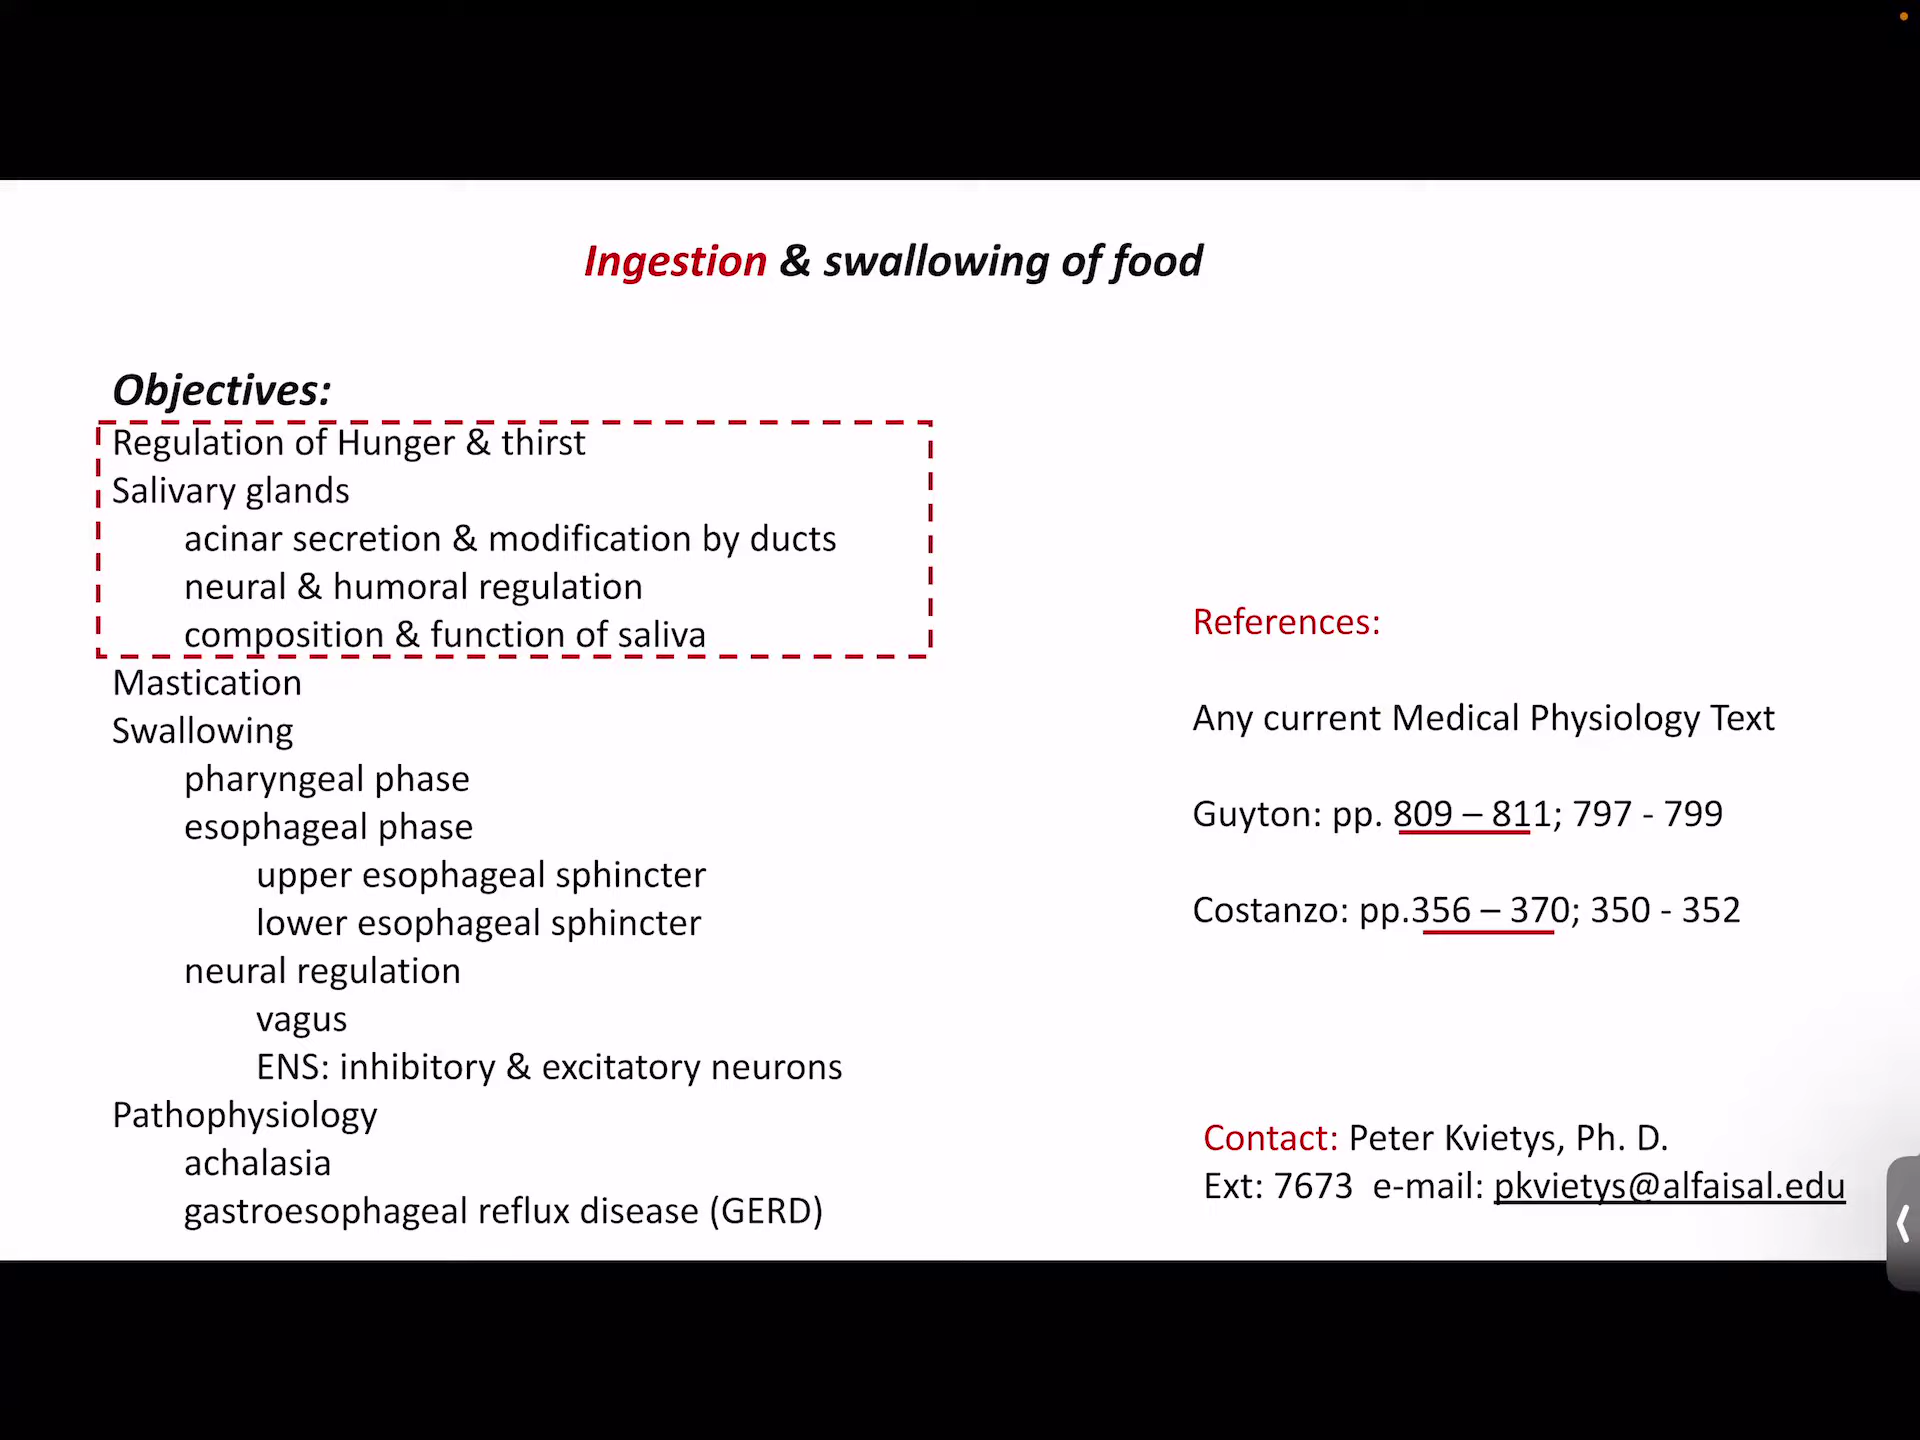 Ingestion & swallowing of food
Objectives:
Regulation of Hunger & thirst
Salivary glands
acinar secretion & modification by ducts
neural & humoral regulation
composition & function of saliva
Mastication
Swallowing
pharyngeal phase
esophageal phase
upper esophageal sphincter
lower esophageal sphincter
neural regulation
vagus
ENS: inhibitory & excitatory neurons
Pathophysiology
achalasia
gastroesophageal reflux disease (GERD)
References:
Any current Medical Physiology Text
Guyton: pp. 809 – 811; 797 - 799
Costanzo: pp.356 – 370; 350 - 352
Contact: Peter Kvietys, Ph. D.
Ext: 7673 e-mail: pkvietys@alfaisal.edu